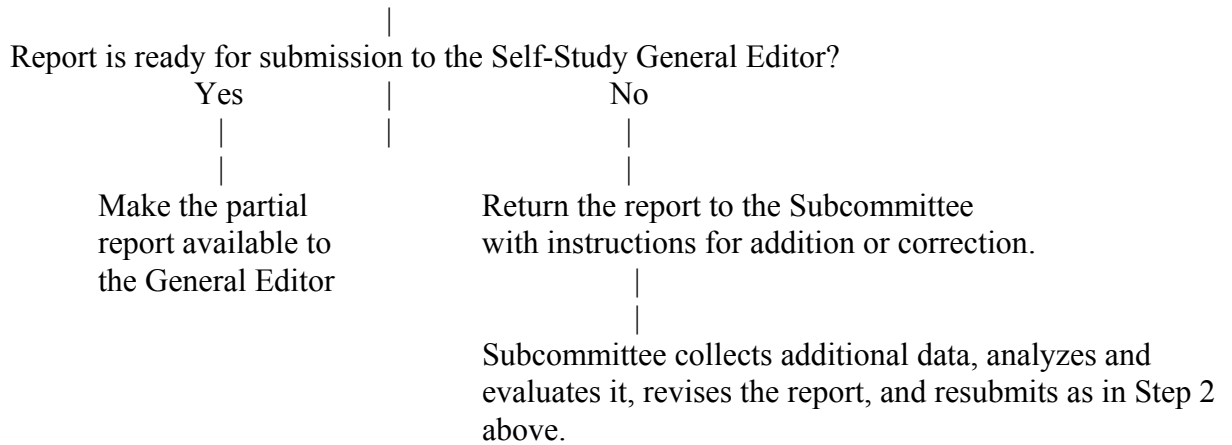 Report is ready for submission to the Self-Study General Editor?
Yes No
Make the partial
report available to
the General Editor
Return the report to the Subcommittee
with instructions for addition or correction.
Subcommittee collects additional data, analyzes and
evaluates it, revises the report, and resubmits as in Step 2
above.